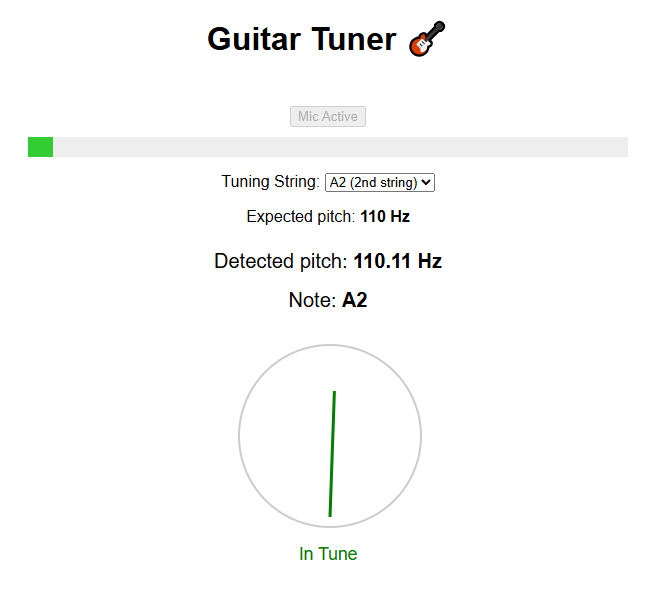 Guitar Tuner 🎸
Mic Active
Tuning String: A2 (2nd string)
Expected pitch: 110 Hz
Detected pitch: 110.11 Hz
Note: A2
In Tune